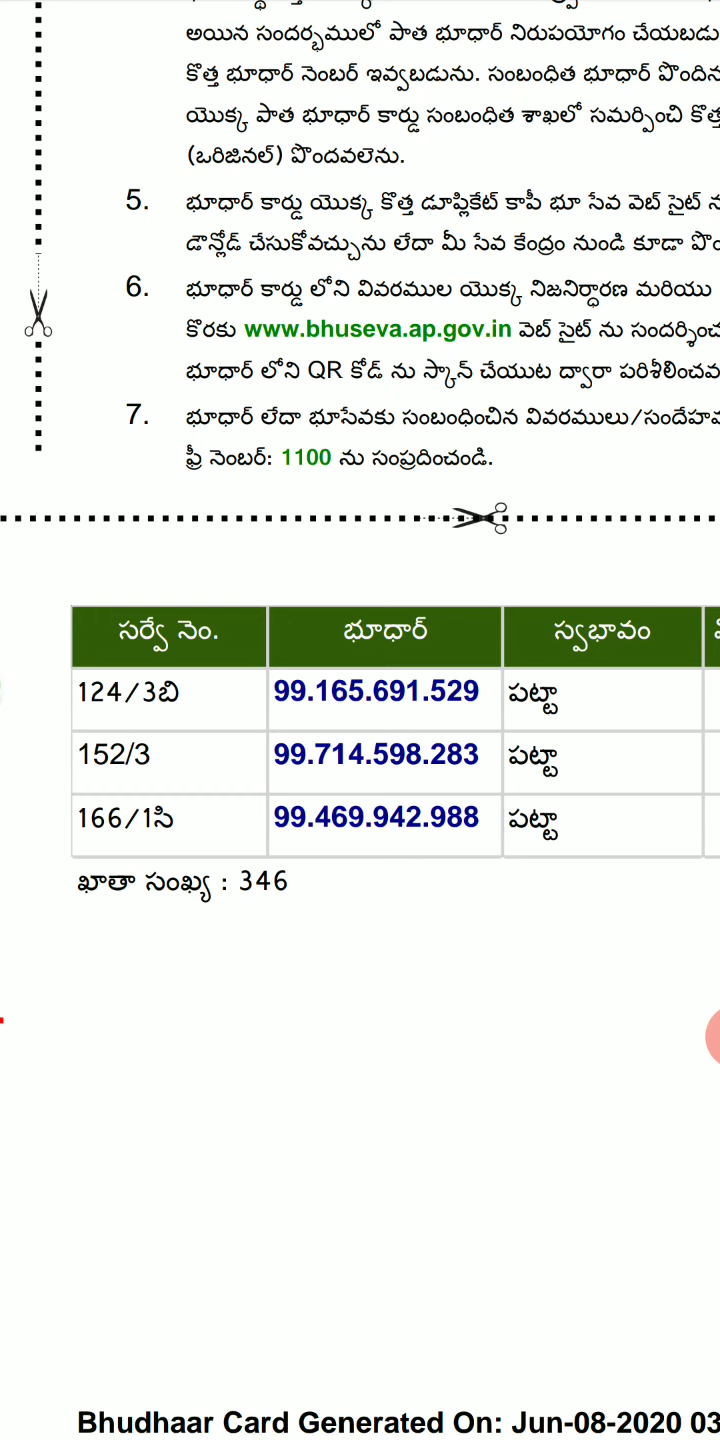 అయిన సందర్భములో పాత భూధార్ నిరుపయోగం చేయబడు
కొత్త భూధార్ నెంబర్ ఇవ్వబడును. సంబంధిత భూధార్ పొందిన
యొక్క పాత భూధార్ కార్డు సంబంధిత శాఖలో సమర్పించి కొత్త
(ఒరిజినల్) పొందవలెను.
5. భూధార్ కార్డు యొక్క కొత్త డూప్లికేట్ కాపీ భూ సేవ వెబ్ సైట్ ను
డౌన్లోడ్ చేసుకోవచ్చును లేదా మీ సేవ కేంద్రం నుండి కూడా
6. భూధార్ కార్డు లోని వివరముల యొక్క నిజనిర్ధారణ మరియు
కొరకు www.bhuseva.ap.gov.in వెబ్ సైట్ ను
భూధార్ లోని QR కోడ్ ను స్కాన్ చేయుట ద్వారా
7. భూధార్ లేదా భూసేవకు సంబంధించిన వివరములు/
ఫ్రీ నెంబర్: 1100 ను సంప్రదించండి.
సర్వే నెం. భూధార్ స్వభావం
124/3బి 99.165.691.529 పట్టా
152/3 99.714.598.283 పట్టా
166/1సి 99.469.942.988 పట్టా
ఖాతా సంఖ్య : 346
Bhudhaar Card Generated On: Jun-08-2020 03